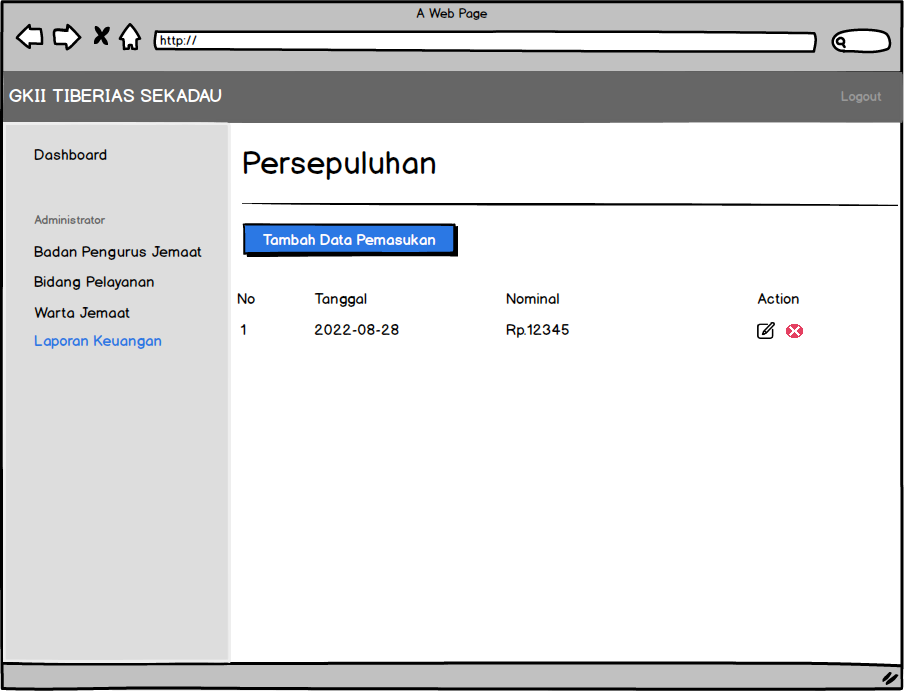 A Web Page
http://
GKII TIBERIAS SEKADAU
Logout
Dashboard
Administrator
Badan Pengurus Jemaat
Bidang Pelayanan
Warta Jemaat
Laporan Keuangan
Persepuluhan
Tambah Data Pemasukan
No Tanggal Nominal Action
1 2022-08-28 Rp.12345